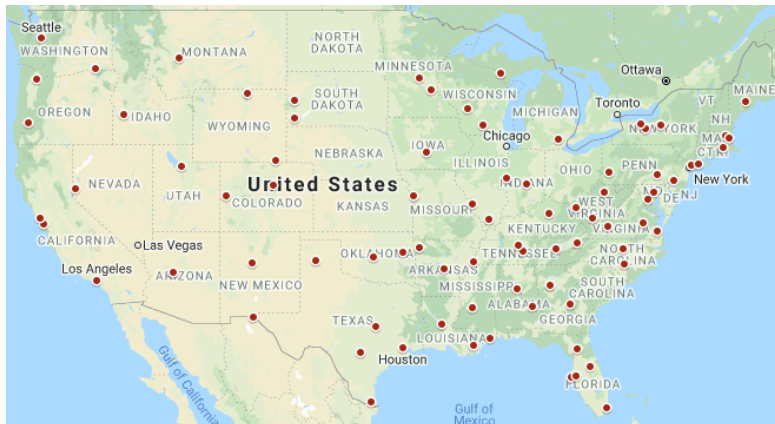 Seattle
WASHINGTON
MONTANA
NORTH
DAKOTA
MINNESOTA
Ottawa
MAINE
VT
OREGON
IDAHO
SOUTH
DAKOTA
WISCONSIN
MICHIGAN
Toronto
NH
WYOMING
NEW YORK
MA
CT RI
Chicago
IOWA
NEBRASKA
ILLINOIS
INDIANA
OHIO
PENN
New York
NEVADA
UTAH
United States
COLORADO
KANSAS
MISSOURI
WEST
VIRGINIA
MD
DE
NJ
KENTUCKY
VIRGINIA
CALIFORNIA
Las Vegas
OKLAHOMA
TENNESSEE
NORTH
CAROLINA
Los Angeles
ARIZONA
NEW MEXICO
ARKANSAS
MISSISSIPPI
SOUTH
CAROLINA
ALABAMA
GEORGIA
TEXAS
LOUISIANA
Houston
Gulf of
California
FLORIDA
Gulf of
Mexico